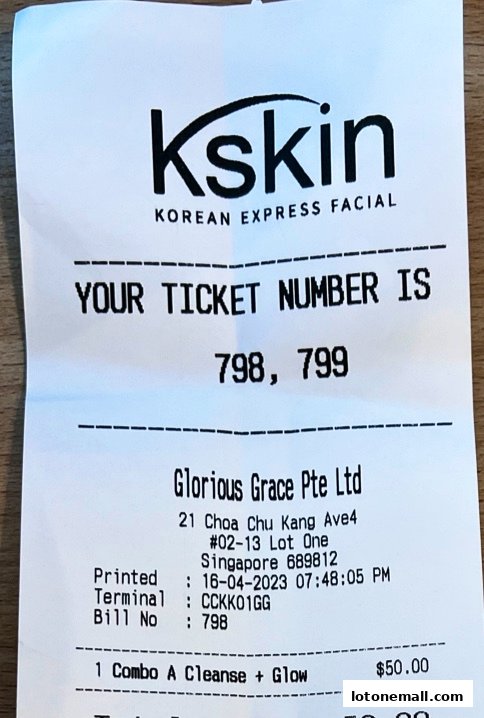 kskin
KOREAN EXPRESS FACIAL
YOUR TICKET NUMBER IS
798, 799
Glorious Grace Pte Ltd
21 Choa Chu Kang Ave4
#02-13 Lot One
Singapore 689812
Printed : 16-04-2023 07:48:05 PM
Terminal : CCKK01GG
Bill No : 798
1 Combo A Cleanse + Glow $50.00
lotonemall.com